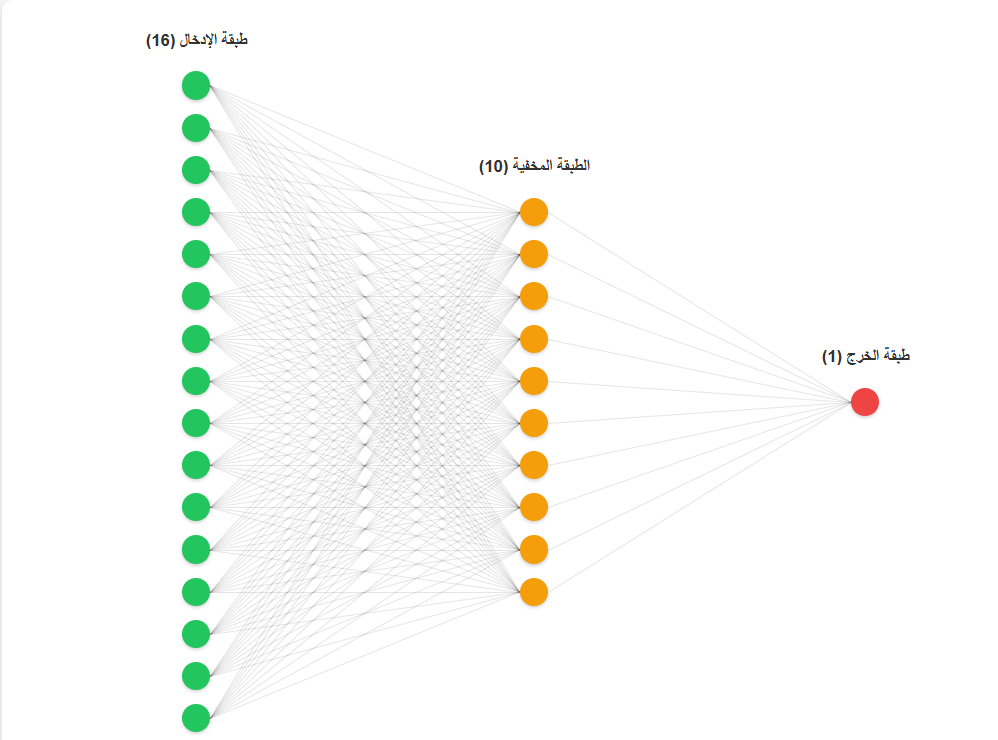 طبقة الإدخال (16)
الطبقة المخفية (10)
طبقة الخرج (1)